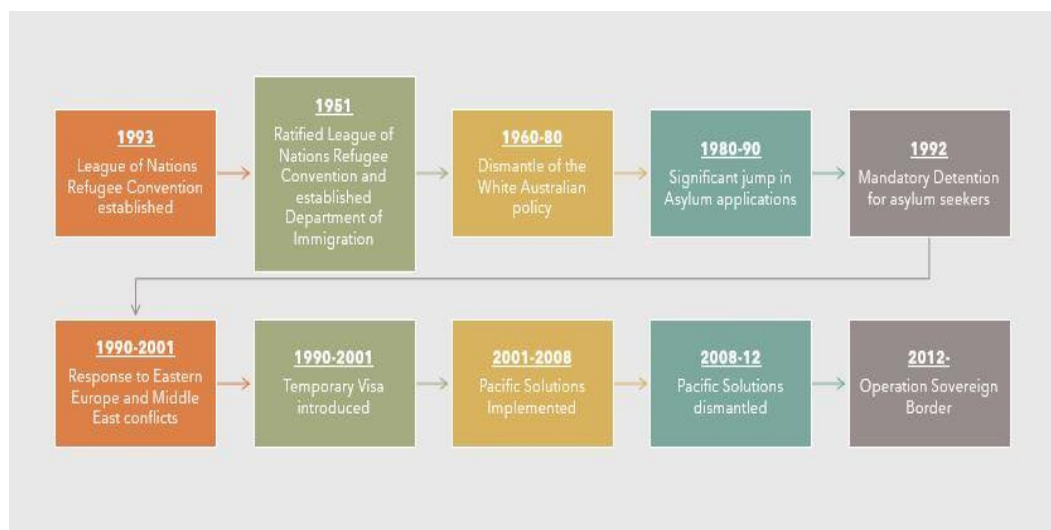 1993
League of Nations
Refugee Convention
established
1951
Ratified League of
Nations Refugee
Convention and
established
Department of
Immigration
1960-80
Dismantle of the
White Australian
policy
1980-90
Significant jump in
Asylum applications
1992
Mandatory Detention
for asylum seekers
1990-2001
Response to Eastern
Europe and Middle
East conflicts
1990-2001
Temporary Visa
introduced
2001-2008
Pacific Solutions
Implemented
2008-12
Pacific Solutions
dismantled
2012-
Operation Sovereign
Border